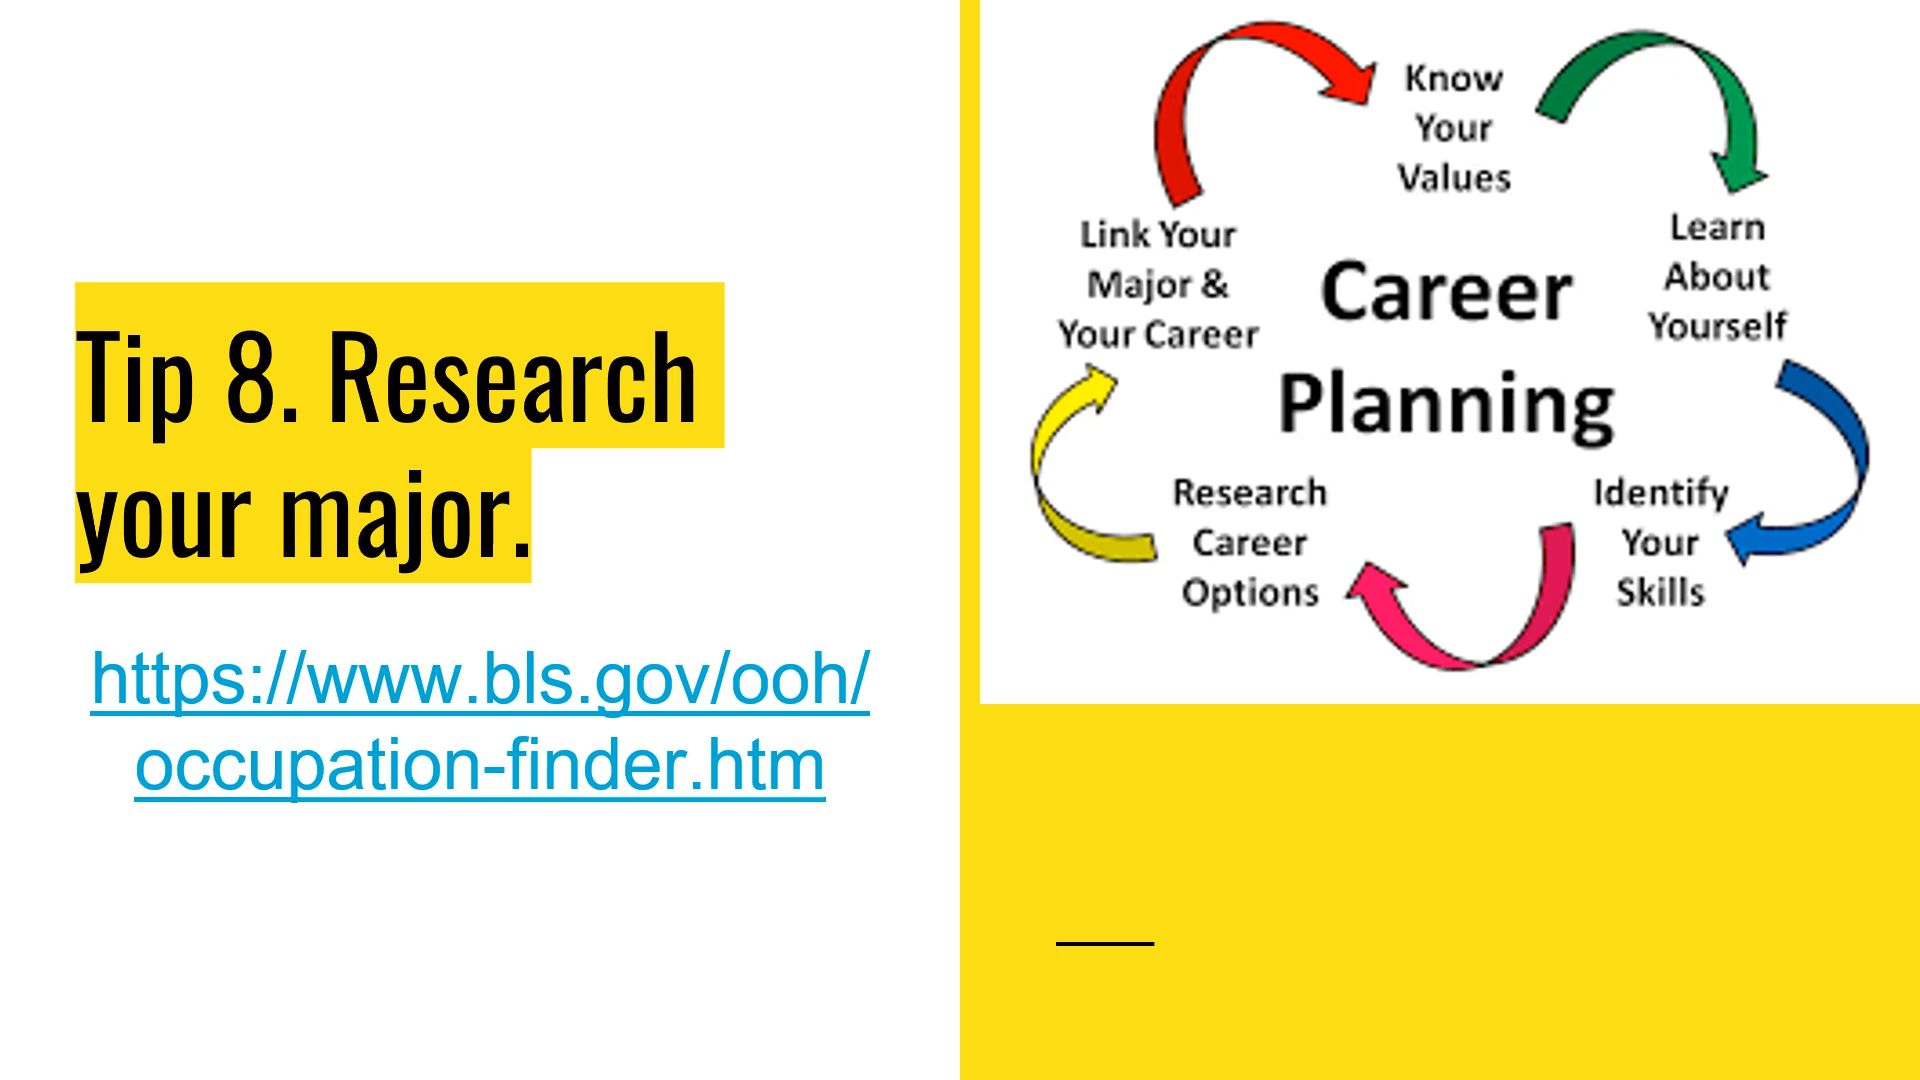 Tip 8. Research
your major.
https://www.bls.gov/ooh/
occupation-finder.htm
Know
Your
Values
Learn
About
Yourself
Identify
Your
Skills
Research
Career
Options
Link Your
Major &
Your Career
Career
Planning